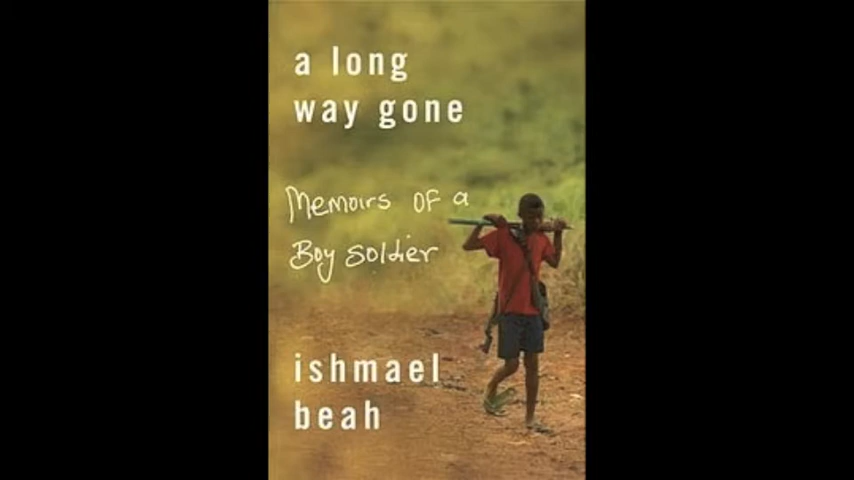 a long
way gone
Memoirs of a
Boy soldier
ishmael
beah